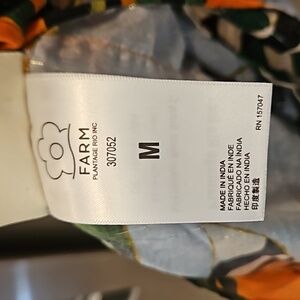 FARM
PLANTAGE RIO INC
307052
M
MADE IN INDIA
FABRIQUÉ EN INDE
FABRICADO NA INDIA
HECHO EN INDIA
印度製造
RN 157047